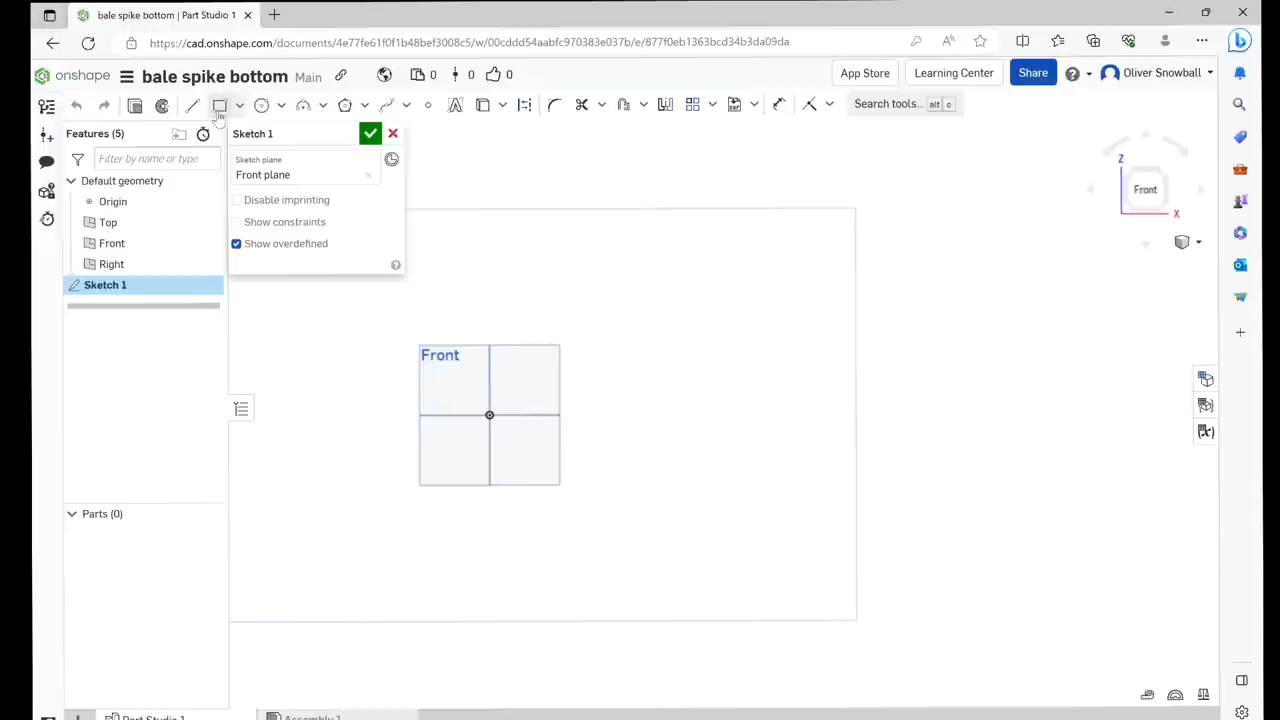 bale spike bottom | Part Studio 1
https://cad.onshape.com/documents/4e77fe61f0f1b48bef3008c5/w/00cddd54aabfc970383e037b/e/877f0eb1363bcd34b3da09da
onshape bale spike bottom Main 0 0 0 App Store Learning Center Share Oliver Snowball
Search tools... alt c
Features (5)
Filter by name or type
Default geometry
Origin
Top
Front
Right
Sketch 1
Parts (0)
Sketch 1
Sketch plane
Front plane
Disable imprinting
Show constraints
Show overdefined
Front
Z
Front
X
Part Studio 1 Assembly 1